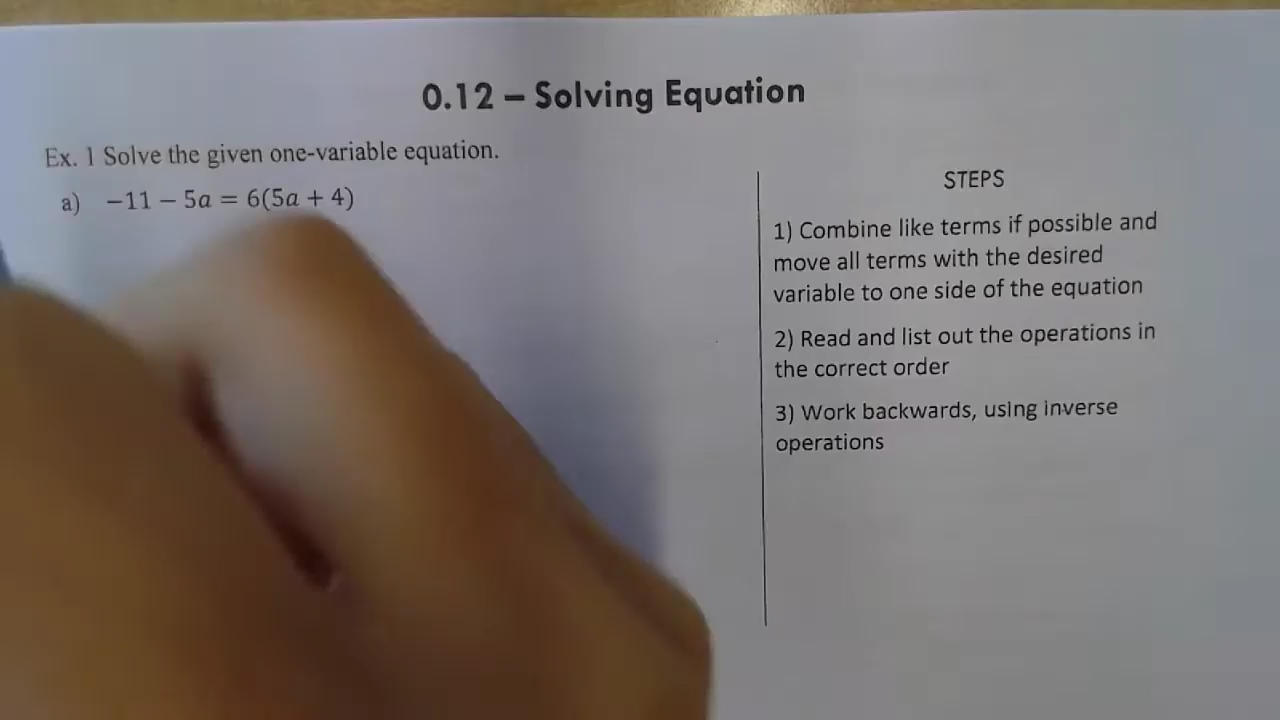 0.12 – Solving Equation
Ex. 1 Solve the given one-variable equation.
a) −11 − 5a = 6(5a + 4)
STEPS
1) Combine like terms if possible and
move all terms with the desired
variable to one side of the equation
2) Read and list out the operations in
the correct order
3) Work backwards, using inverse
operations